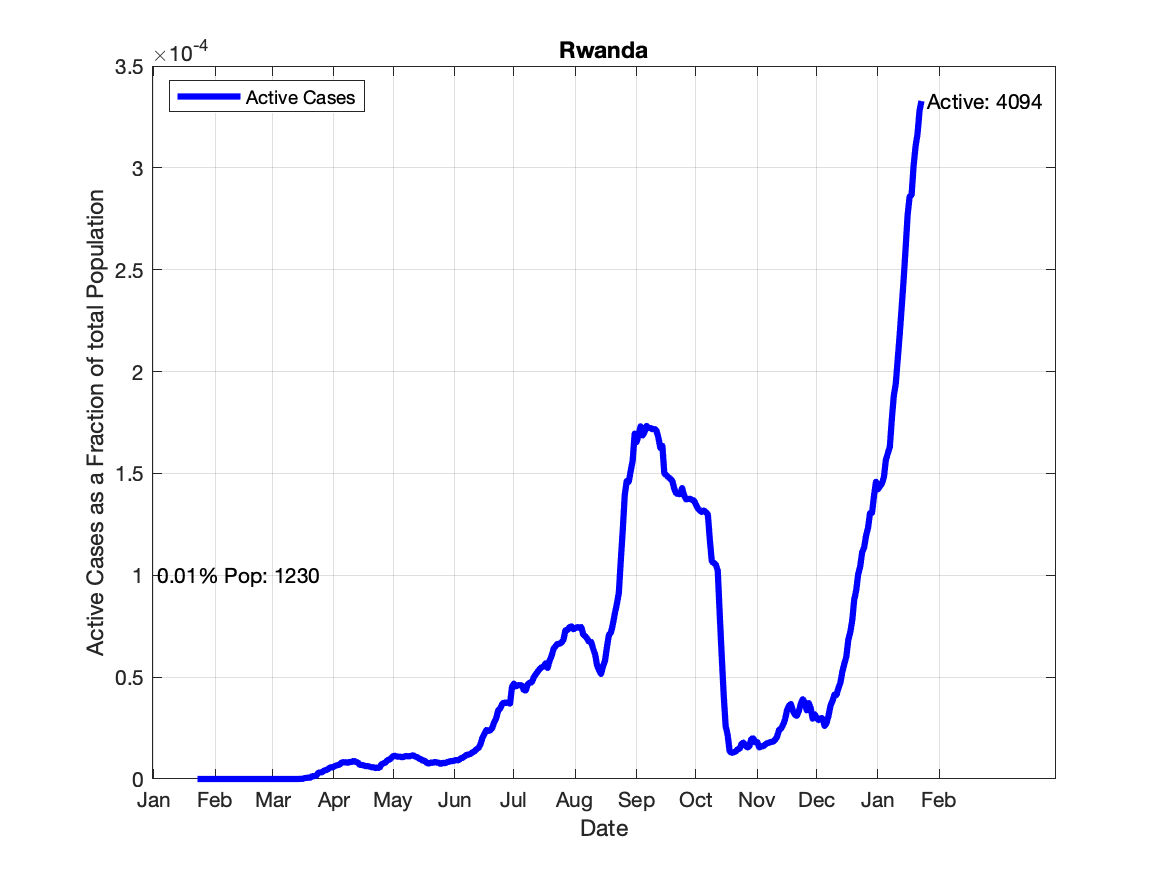 Rwanda
×10⁻⁴
3.5
3
2.5
2
1.5
1
0.5
0
Active Cases
Active: 4094
0.01% Pop: 1230
Active Cases as a Fraction of total Population
Jan Feb Mar Apr May Jun Jul Aug Sep Oct Nov Dec Jan Feb
Date